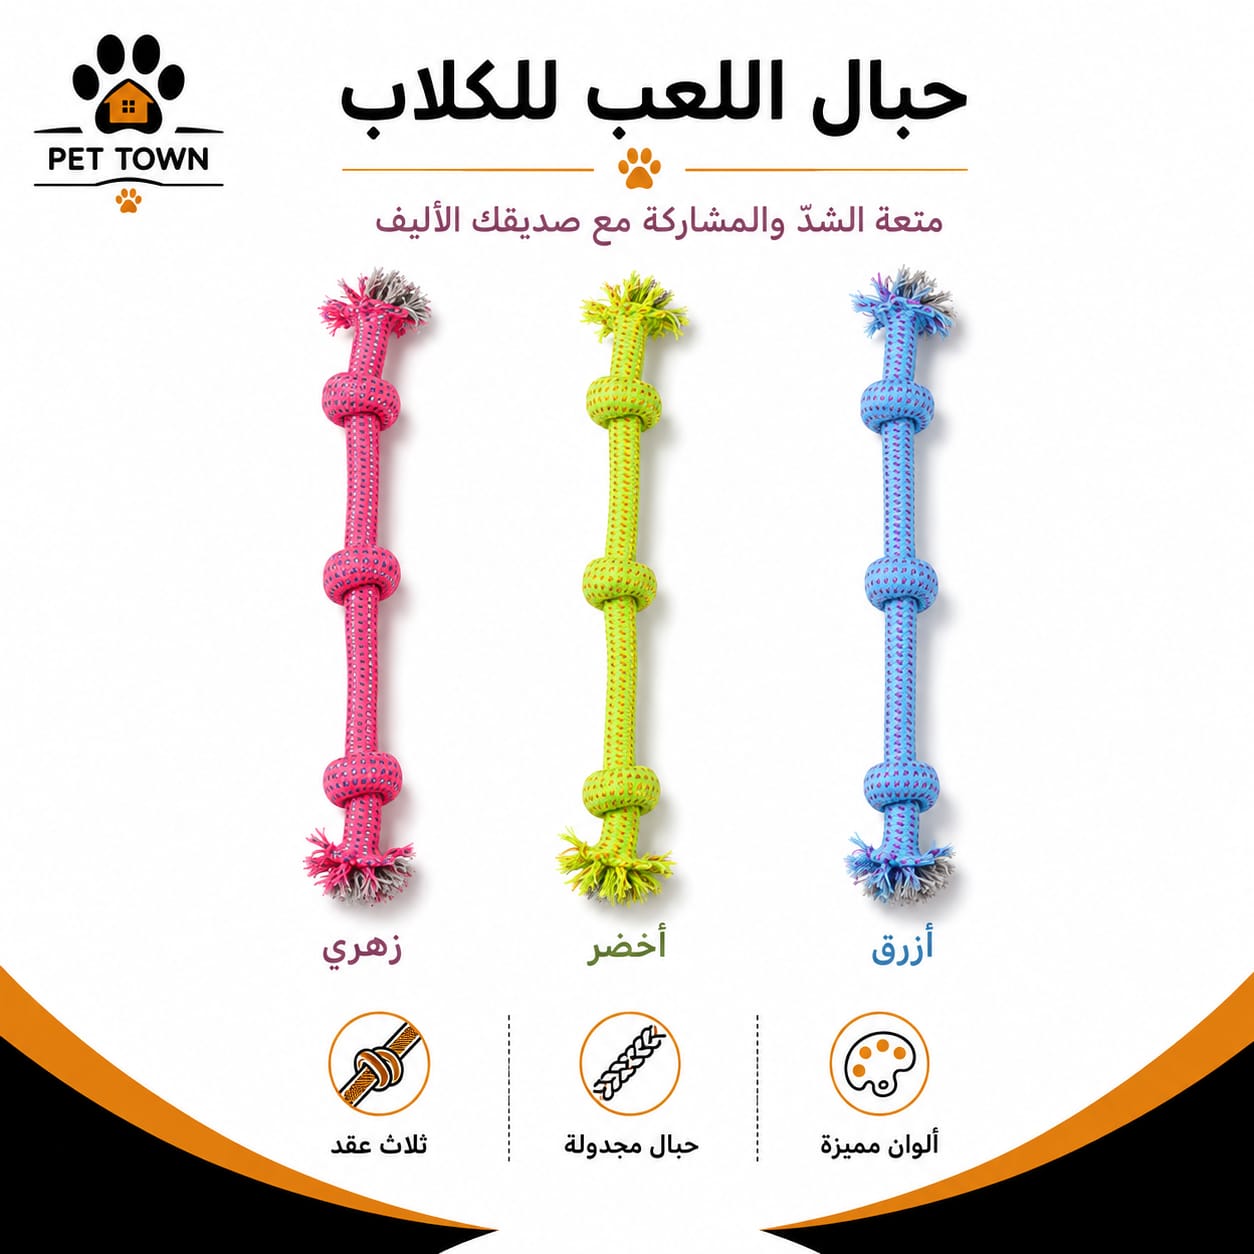 PET TOWN
حبال اللعب للكلاب
متعة الشدّ والمشاركة مع صديقك الأليف
أزرق
أخضر
زهري
ألوان مميزة
حبال مجدولة
ثلاث عقد